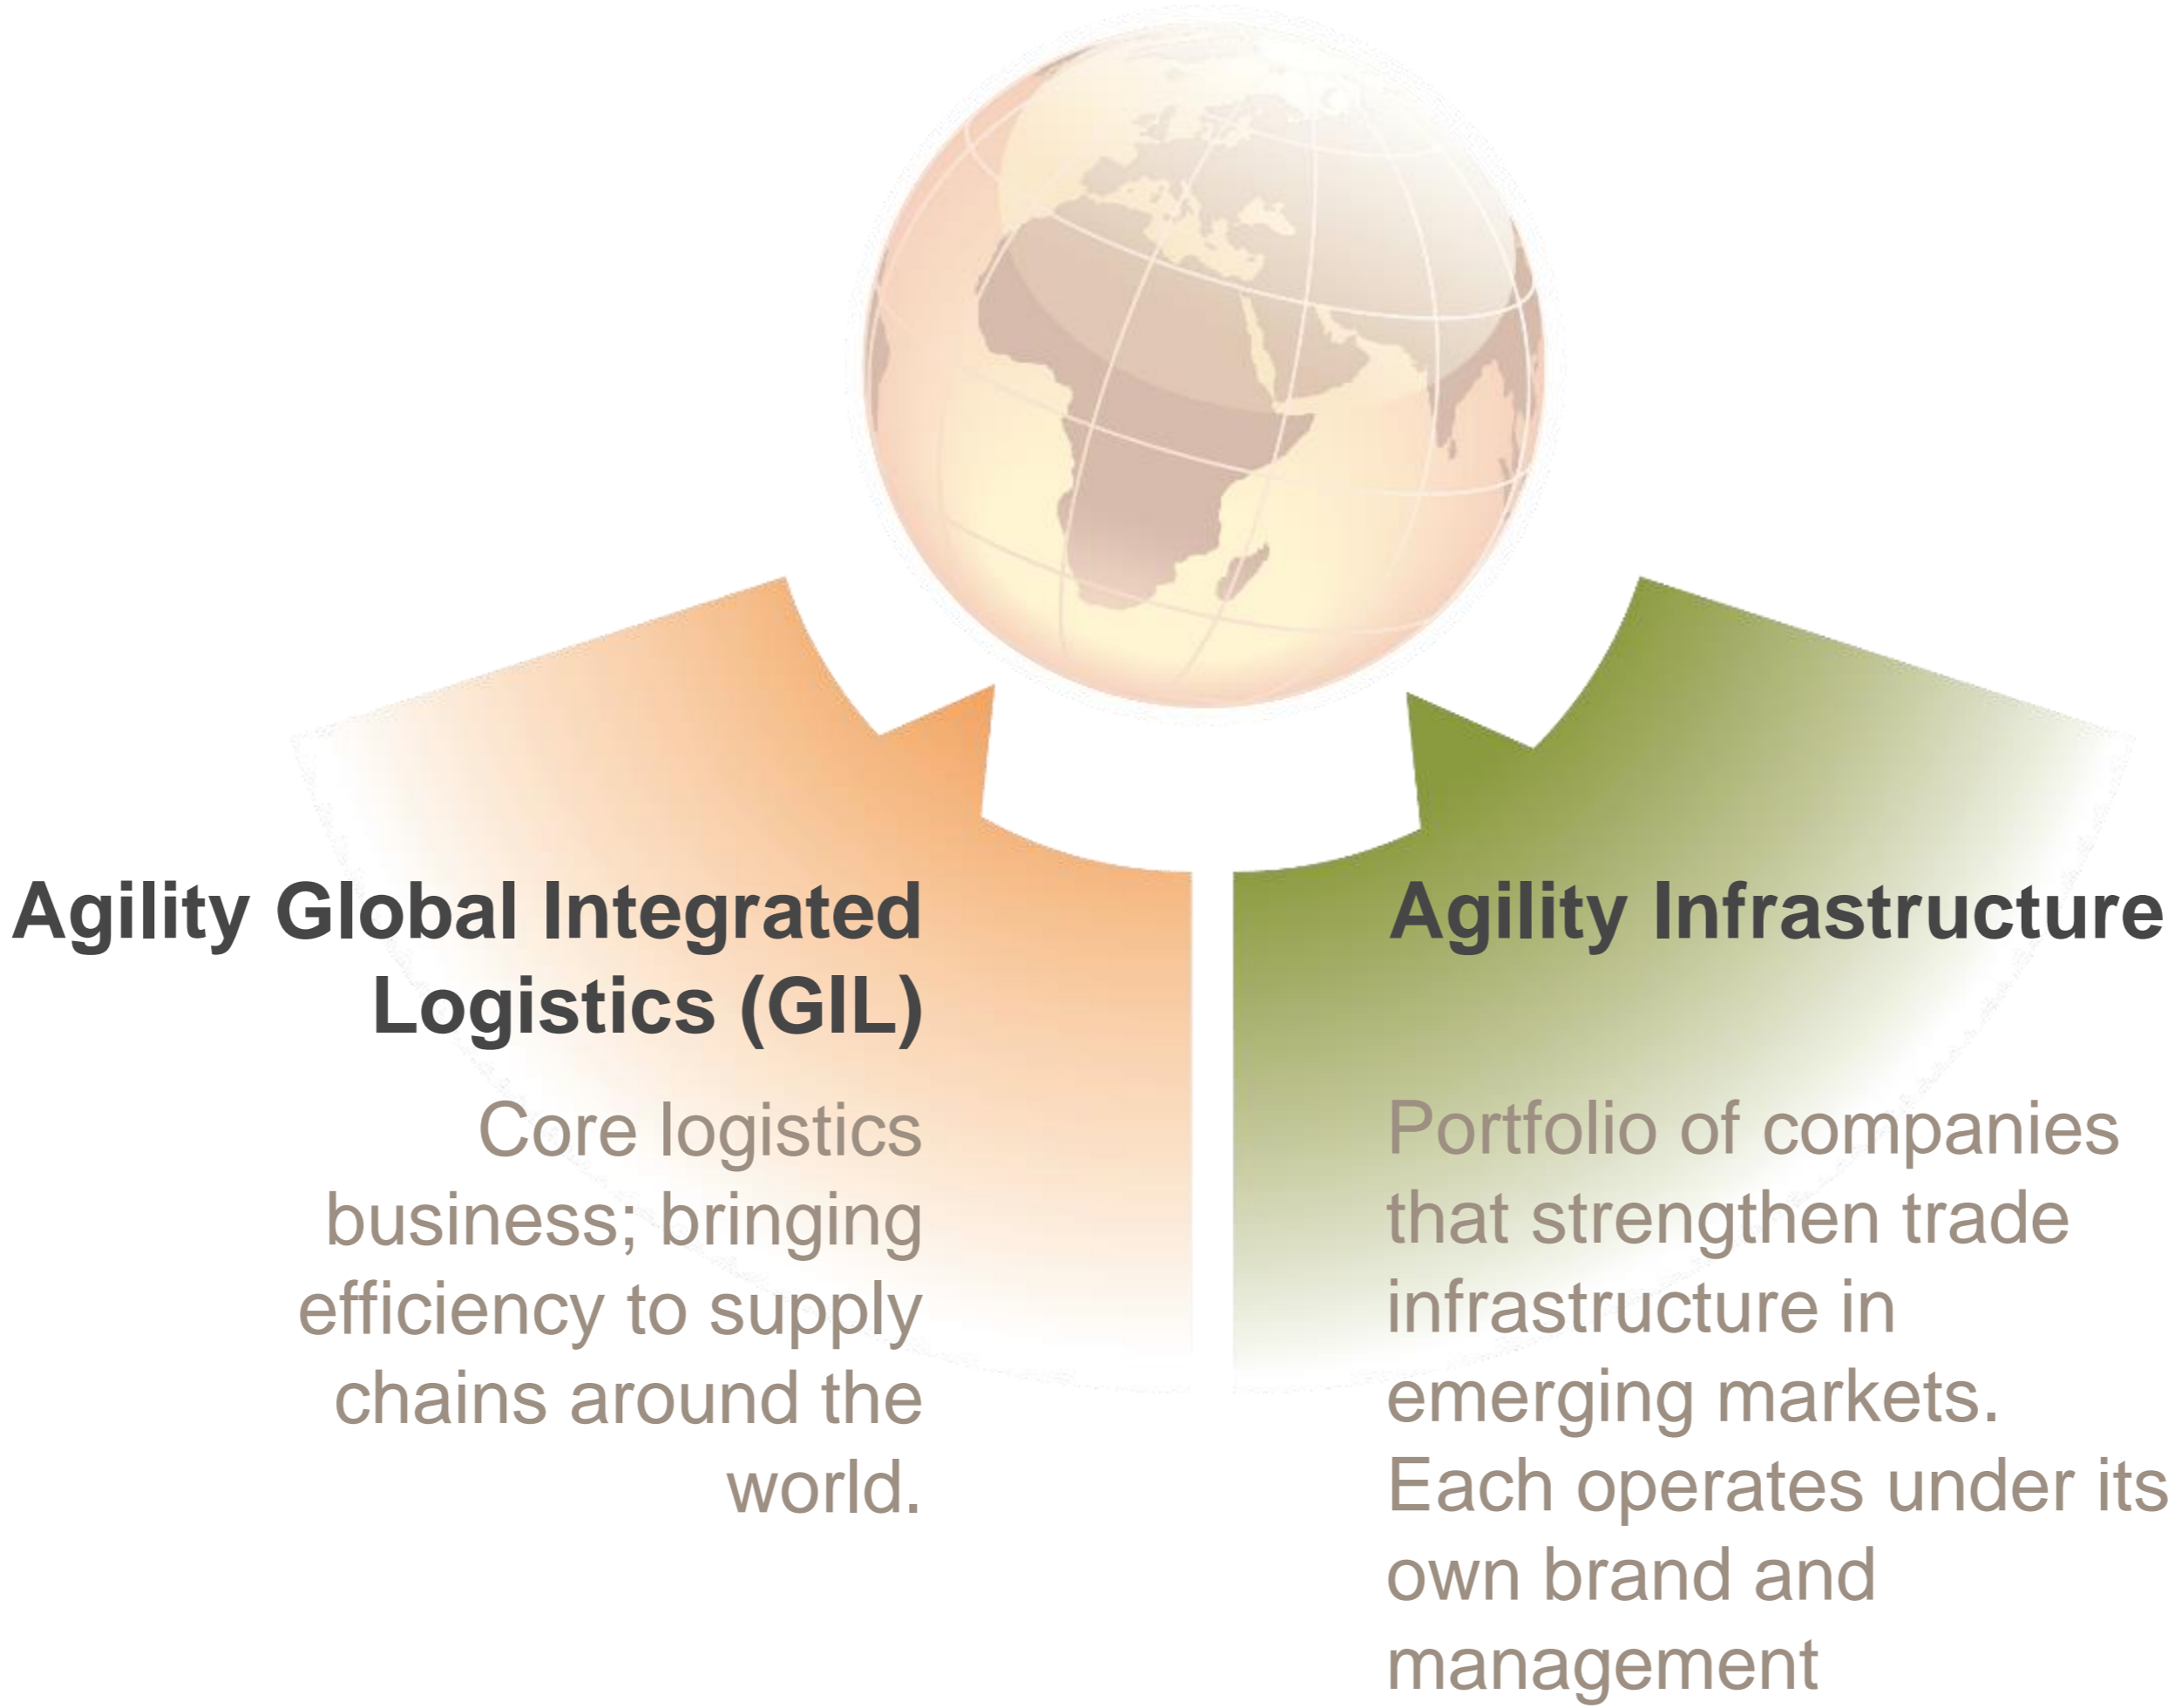 Agility Global Integrated
Logistics (GIL)
Core logistics
business; bringing
efficiency to supply
chains around the
world.
Agility Infrastructure
Portfolio of companies
that strengthen trade
infrastructure in
emerging markets.
Each operates under its
own brand and
management